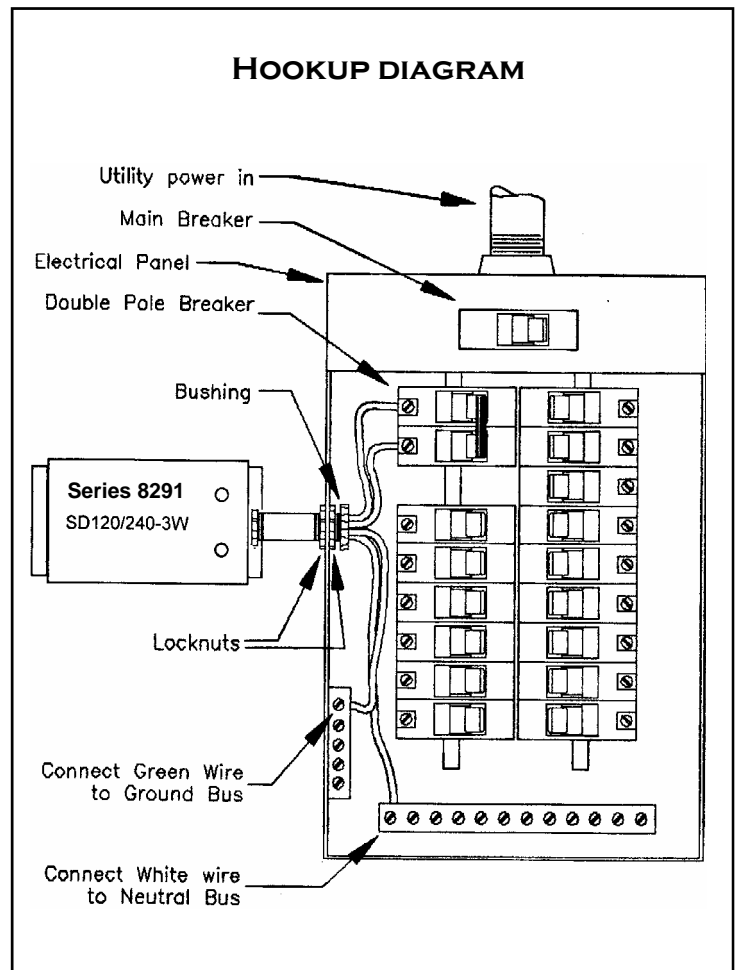 HOOKUP DIAGRAM
Utility power in
Main Breaker
Electrical Panel
Double Pole Breaker
Bushing
Series 8291
SD120/240-3W
Locknuts
Connect Green Wire
to Ground Bus
Connect White wire
to Neutral Bus